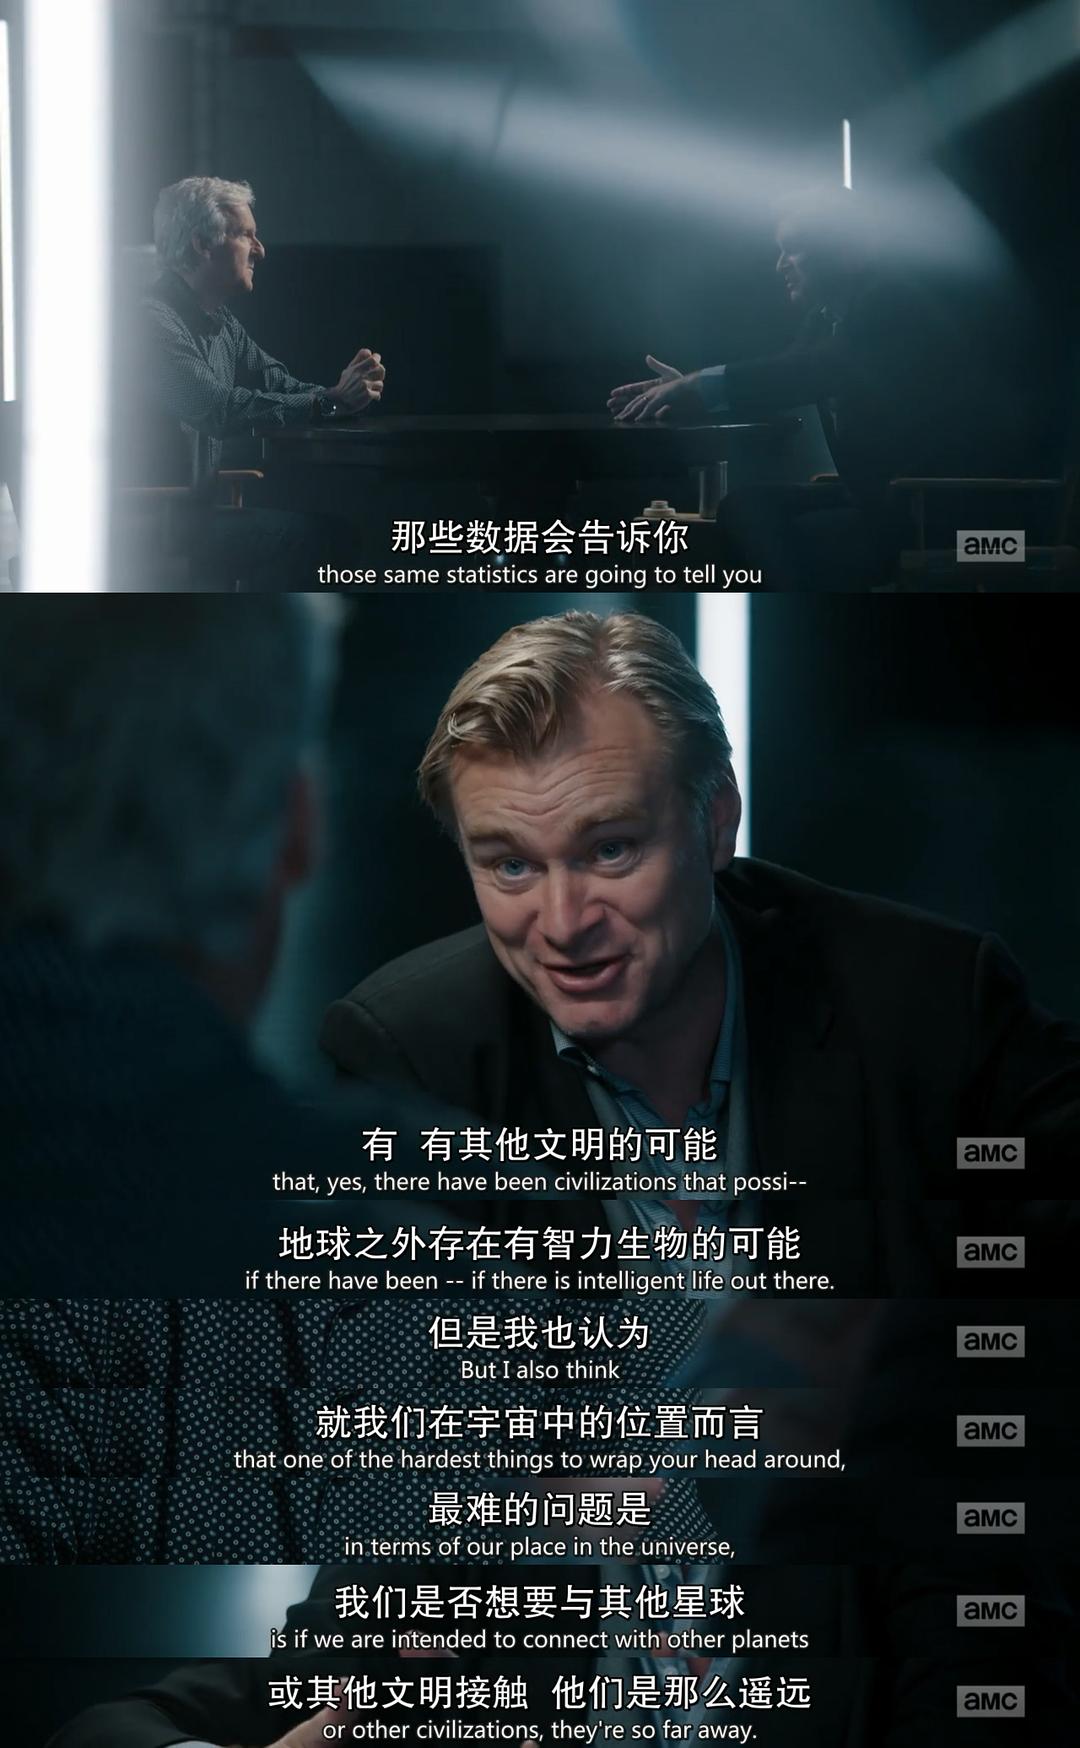 那些数据会告诉你
those same statistics are going to tell you
aMC
有 有其他文明的可能
that, yes, there have been civilizations that possi--
aMC
地球之外存在有智力生物的可能
if there have been -- if there is intelligent life out there.
aMC
但是我也认为
But I also think
aMC
就我们在宇宙中的位置而言
that one of the hardest things to wrap your head around,
aMC
最难的问题是
in terms of our place in the universe,
aMC
我们是否想要与其他星球
is if we are intended to connect with other planets
aMC
或其他文明接触 他们是那么遥远
or other civilizations, they're so far away.
aMC